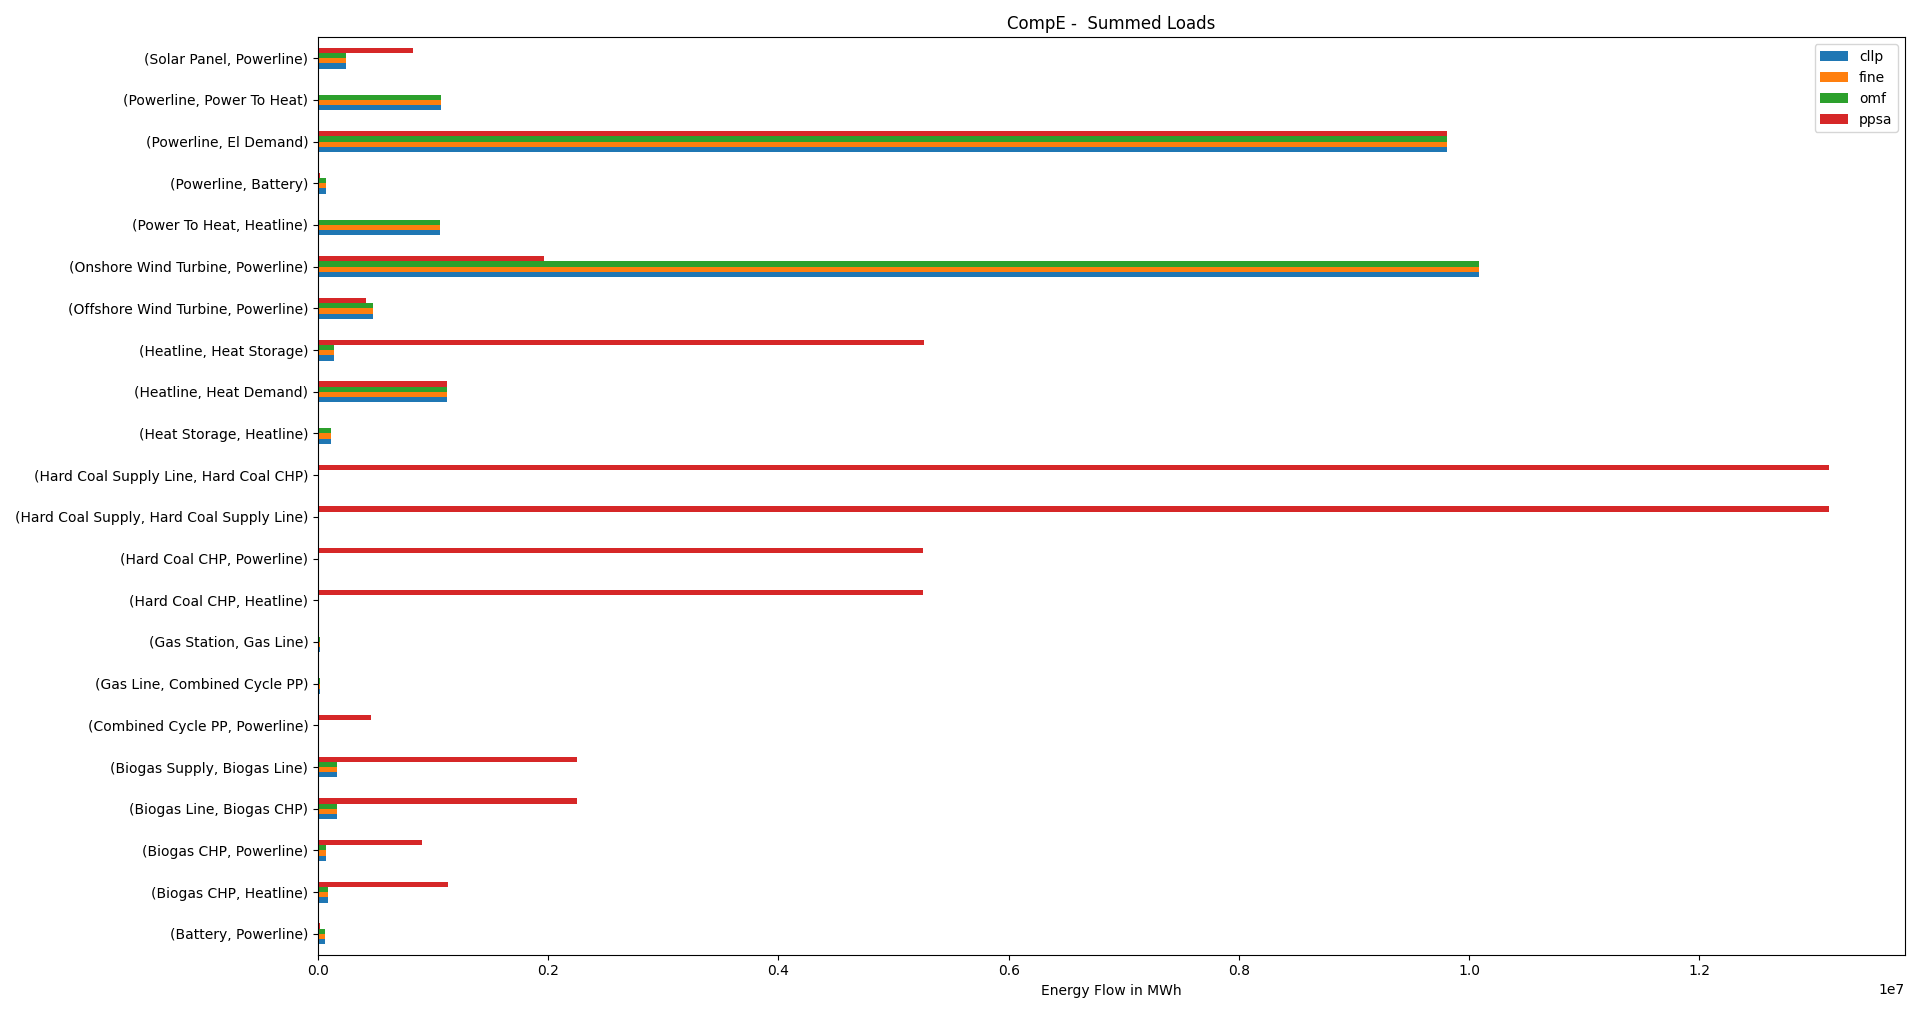 CompE -  Summed Loads
(Solar Panel, Powerline)
(Powerline, Power To Heat)
(Powerline, El Demand)
(Powerline, Battery)
(Power To Heat, Heatline)
(Onshore Wind Turbine, Powerline)
(Offshore Wind Turbine, Powerline)
(Heatline, Heat Storage)
(Heatline, Heat Demand)
(Heat Storage, Heatline)
(Hard Coal Supply Line, Hard Coal CHP)
(Hard Coal Supply, Hard Coal Supply Line)
(Hard Coal CHP, Powerline)
(Hard Coal CHP, Heatline)
(Gas Station, Gas Line)
(Gas Line, Combined Cycle PP)
(Combined Cycle PP, Powerline)
(Biogas Supply, Biogas Line)
(Biogas Line, Biogas CHP)
(Biogas CHP, Powerline)
(Biogas CHP, Heatline)
(Battery, Powerline)
cllp
fine
omf
ppsa
0.0 0.2 0.4 0.6 0.8 1.0 1.2
1e7
Energy Flow in MWh